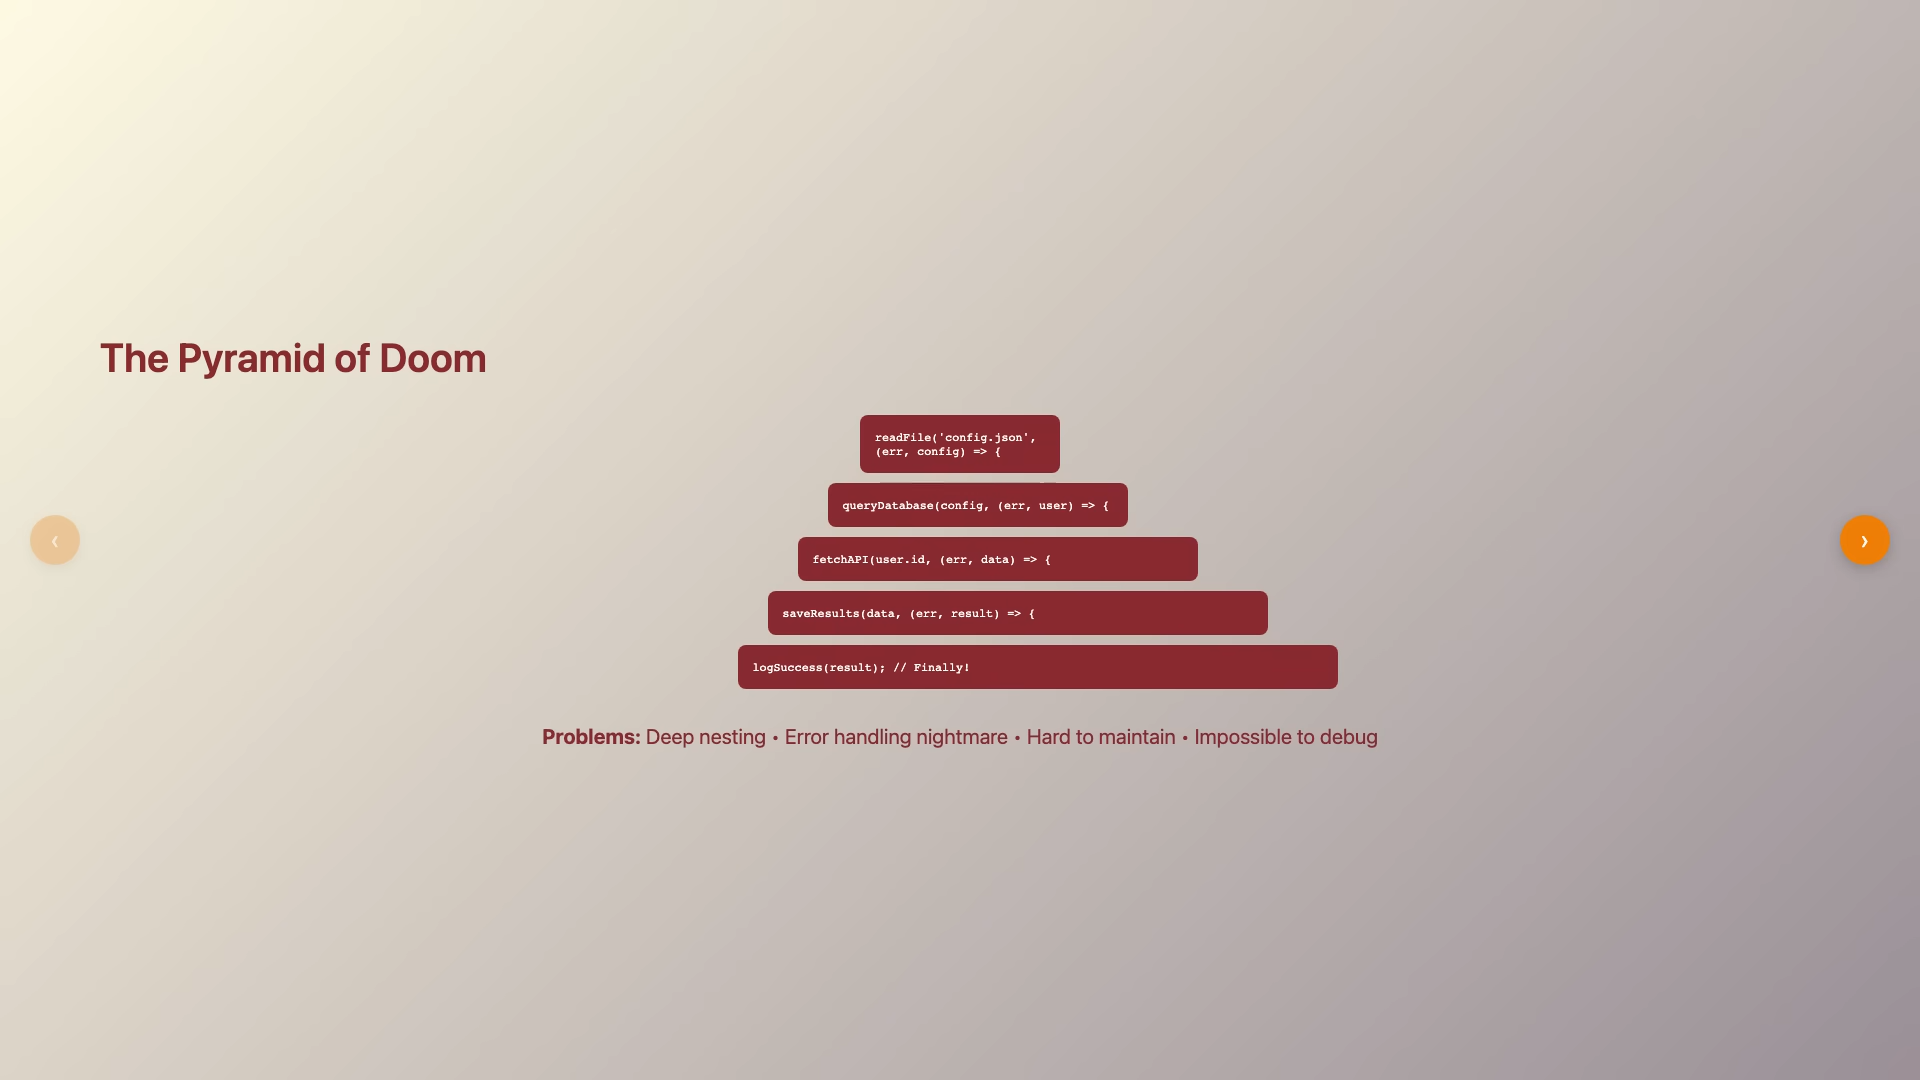 The Pyramid of Doom
readFile('config.json',
(err, config) => {
queryDatabase(config, (err, user) => {
fetchAPI(user.id, (err, data) => {
saveResults(data, (err, result) => {
logSuccess(result); // Finally!
‹
›
Problems: Deep nesting • Error handling nightmare • Hard to maintain • Impossible to debug